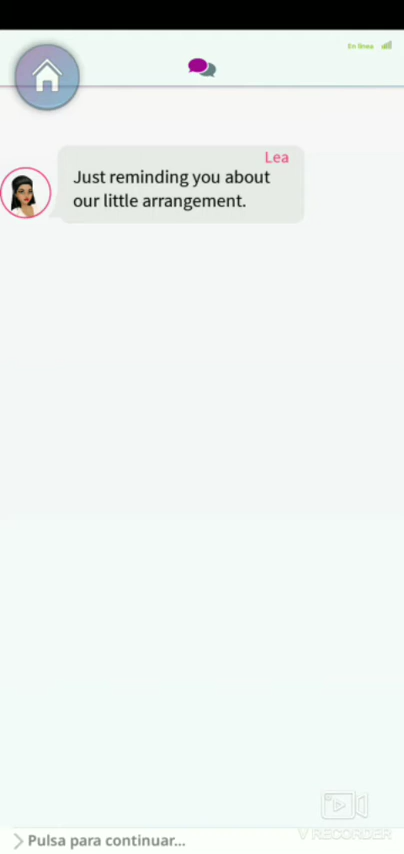 En línea
Lea
Just reminding you about
our little arrangement.
V RECORDER
Pulsa para continuar...